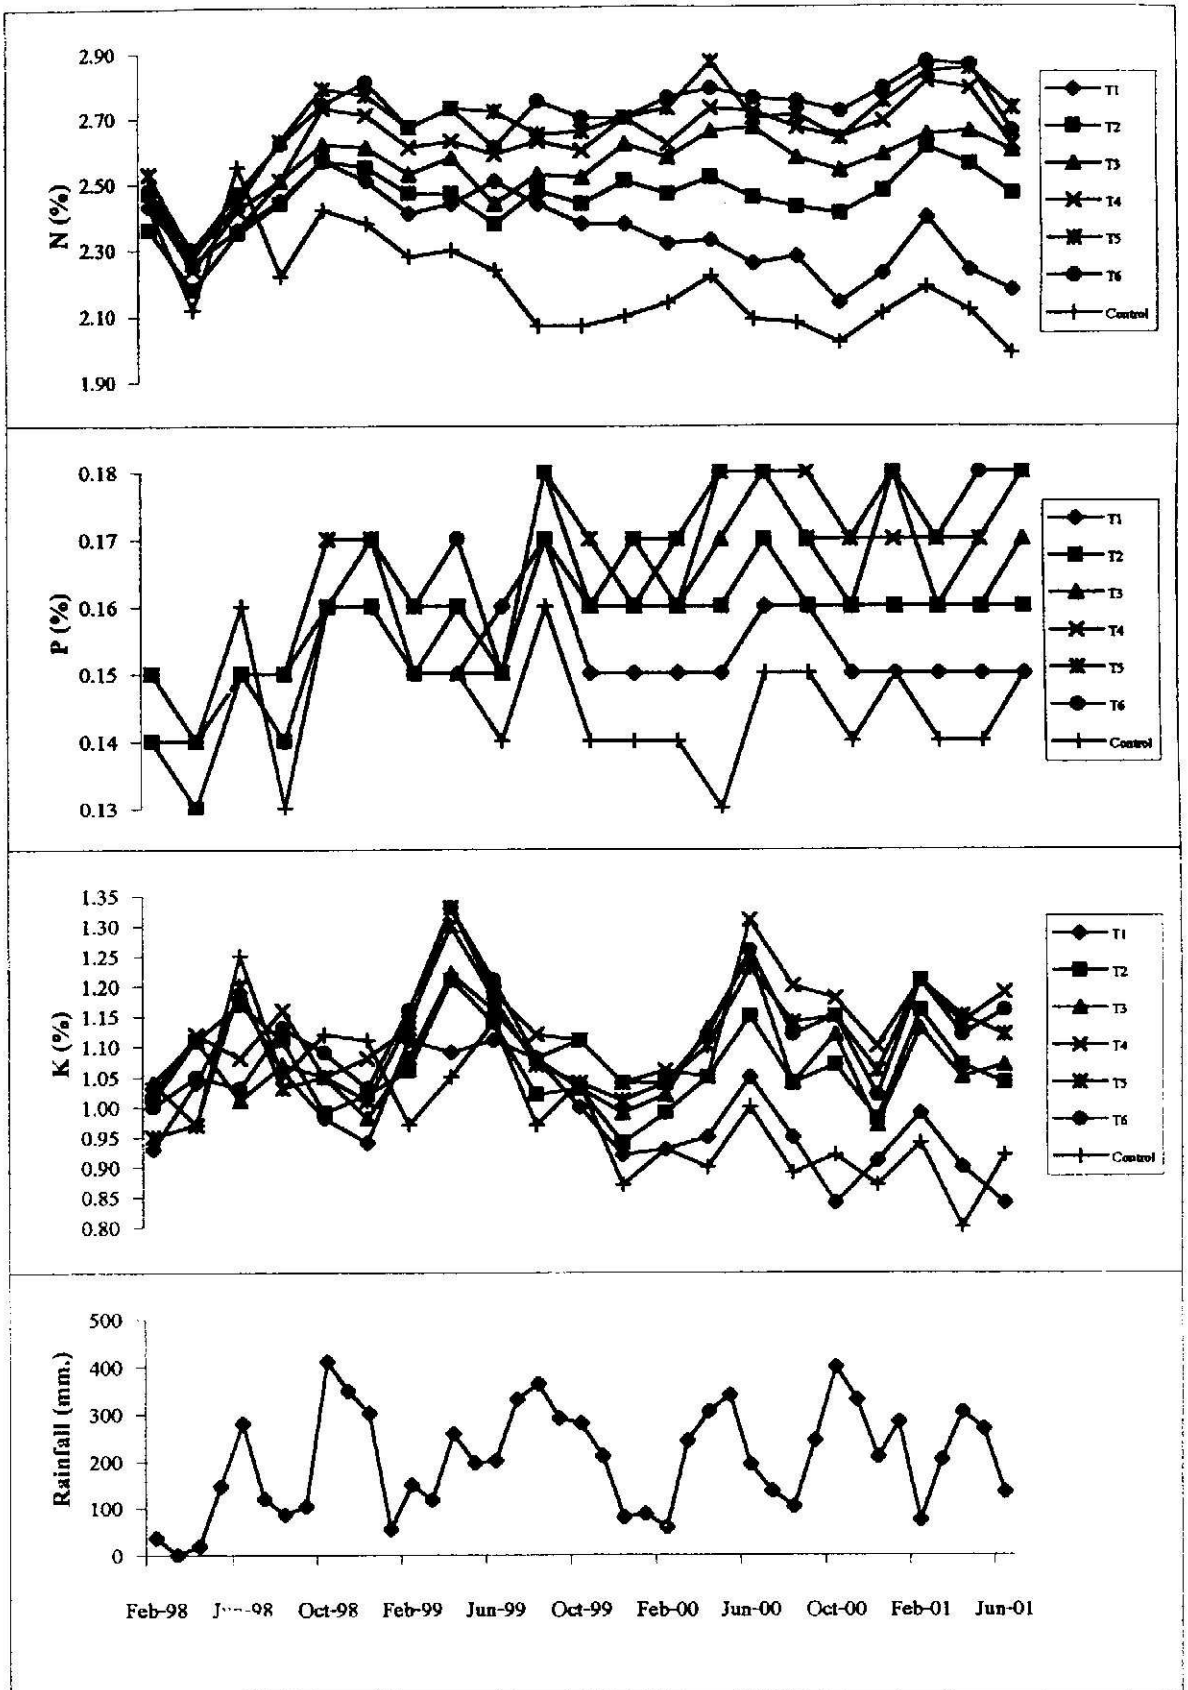 2.90
2.70
2.50
2.30
2.10
1.90
N (%)
T1
T2
T3
T4
T5
T6
Control
0.18
0.17
0.16
0.15
0.14
0.13
P (%)
T1
T2
T3
T4
T5
T6
Control
1.35
1.30
1.25
1.20
1.15
1.10
1.05
1.00
0.95
0.90
0.85
0.80
K (%)
T1
T2
T3
T4
T5
T6
Control
500
400
300
200
100
0
Rainfall (mm.)
Feb-98 Oct-98 Feb-99 Jun-99 Oct-99 Feb-00 Jun-00 Oct-00 Feb-01 Jun-01